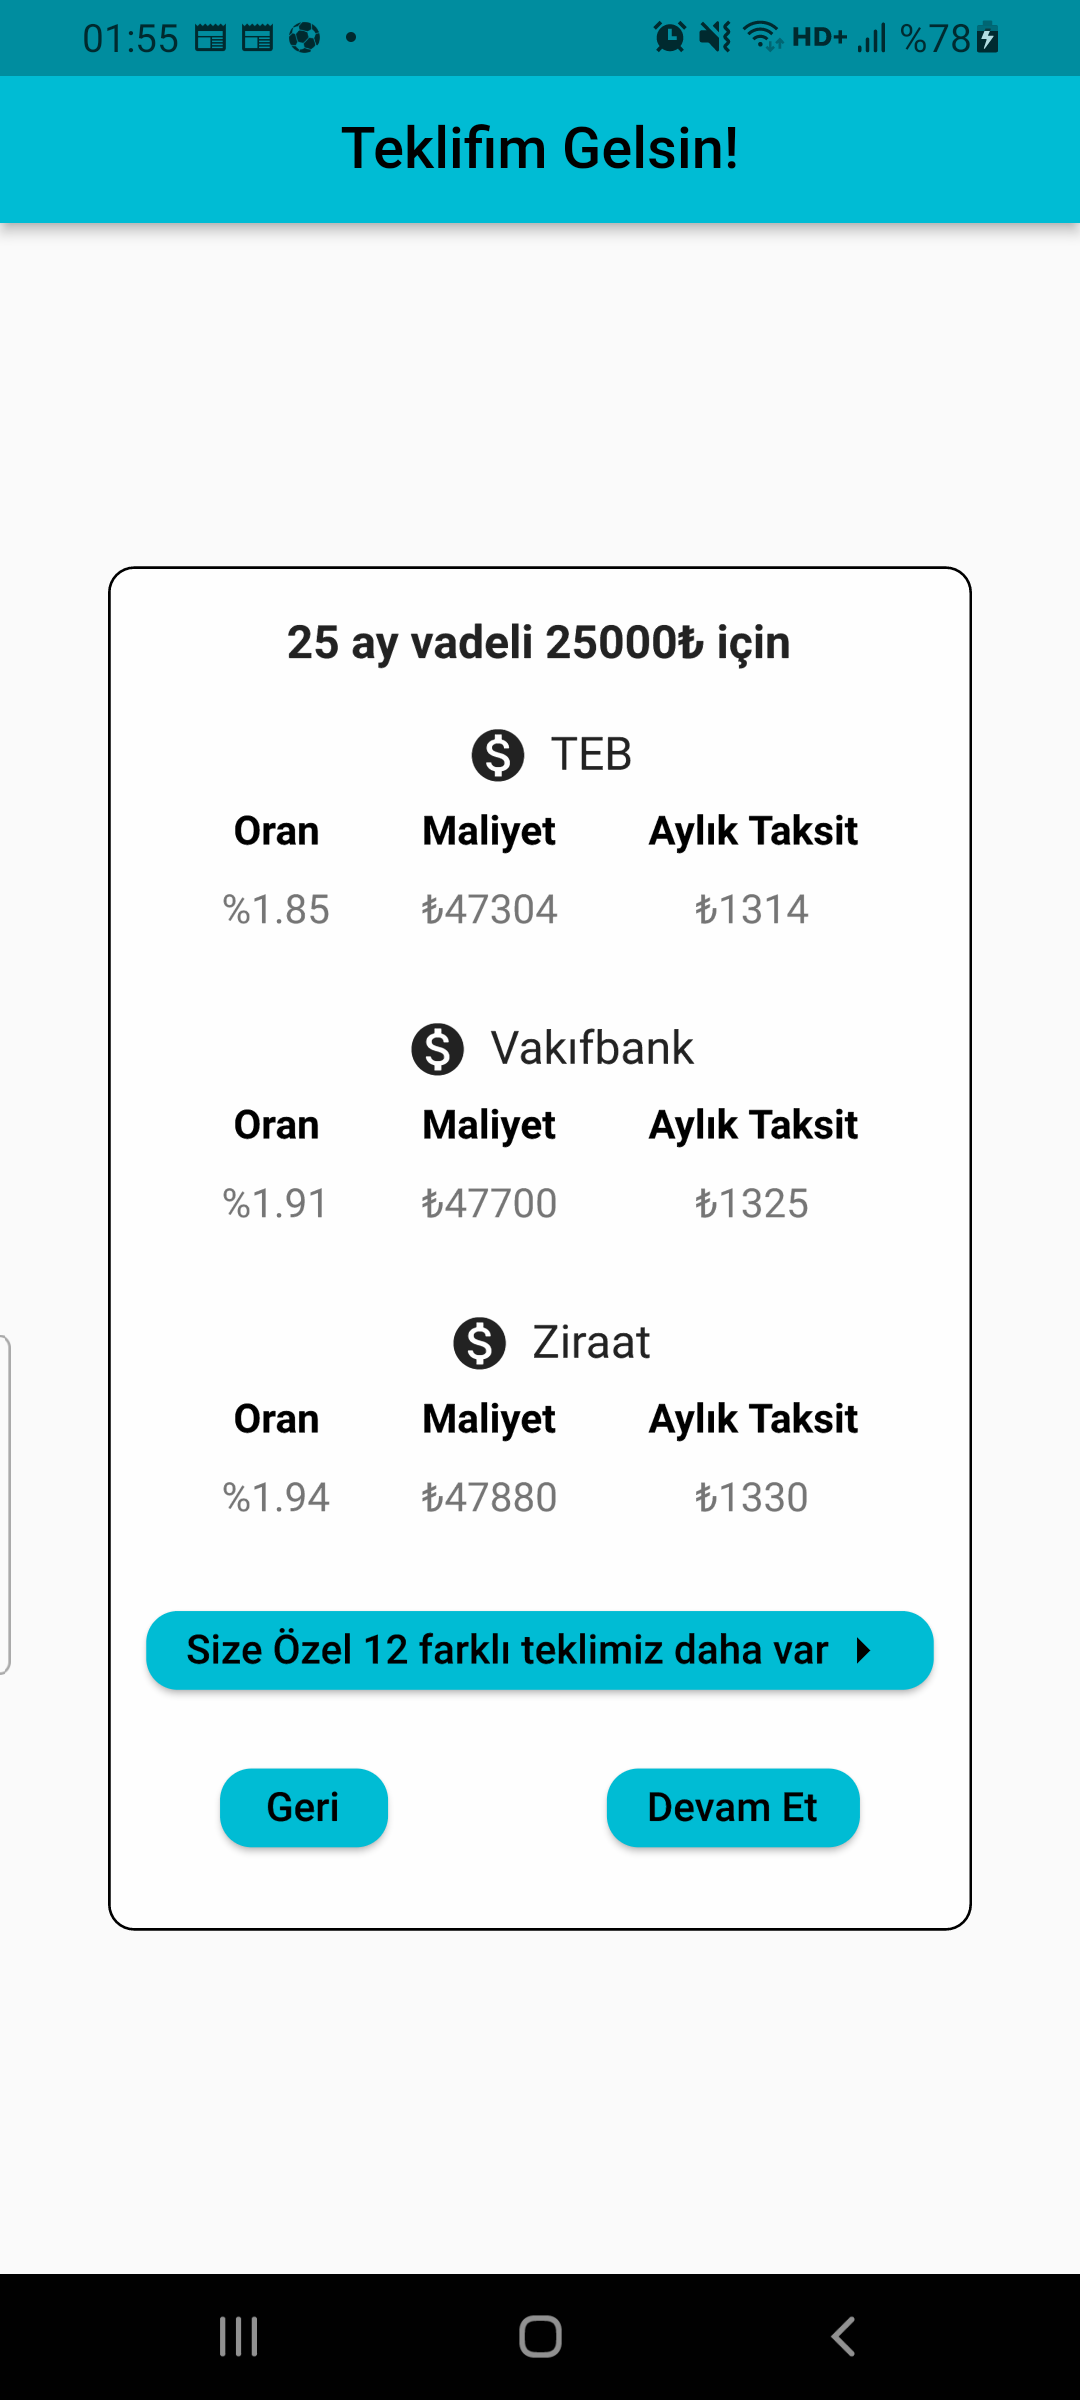 01:55 HD+ %78
Teklifim Gelsin!
25 ay vadeli 25000₺ için
TEB
Oran Maliyet Aylık Taksit
%1.85 ₺47304 ₺1314
Vakıfbank
Oran Maliyet Aylık Taksit
%1.91 ₺47700 ₺1325
Ziraat
Oran Maliyet Aylık Taksit
%1.94 ₺47880 ₺1330
Size Özel 12 farklı teklimiz daha var
Geri Devam Et